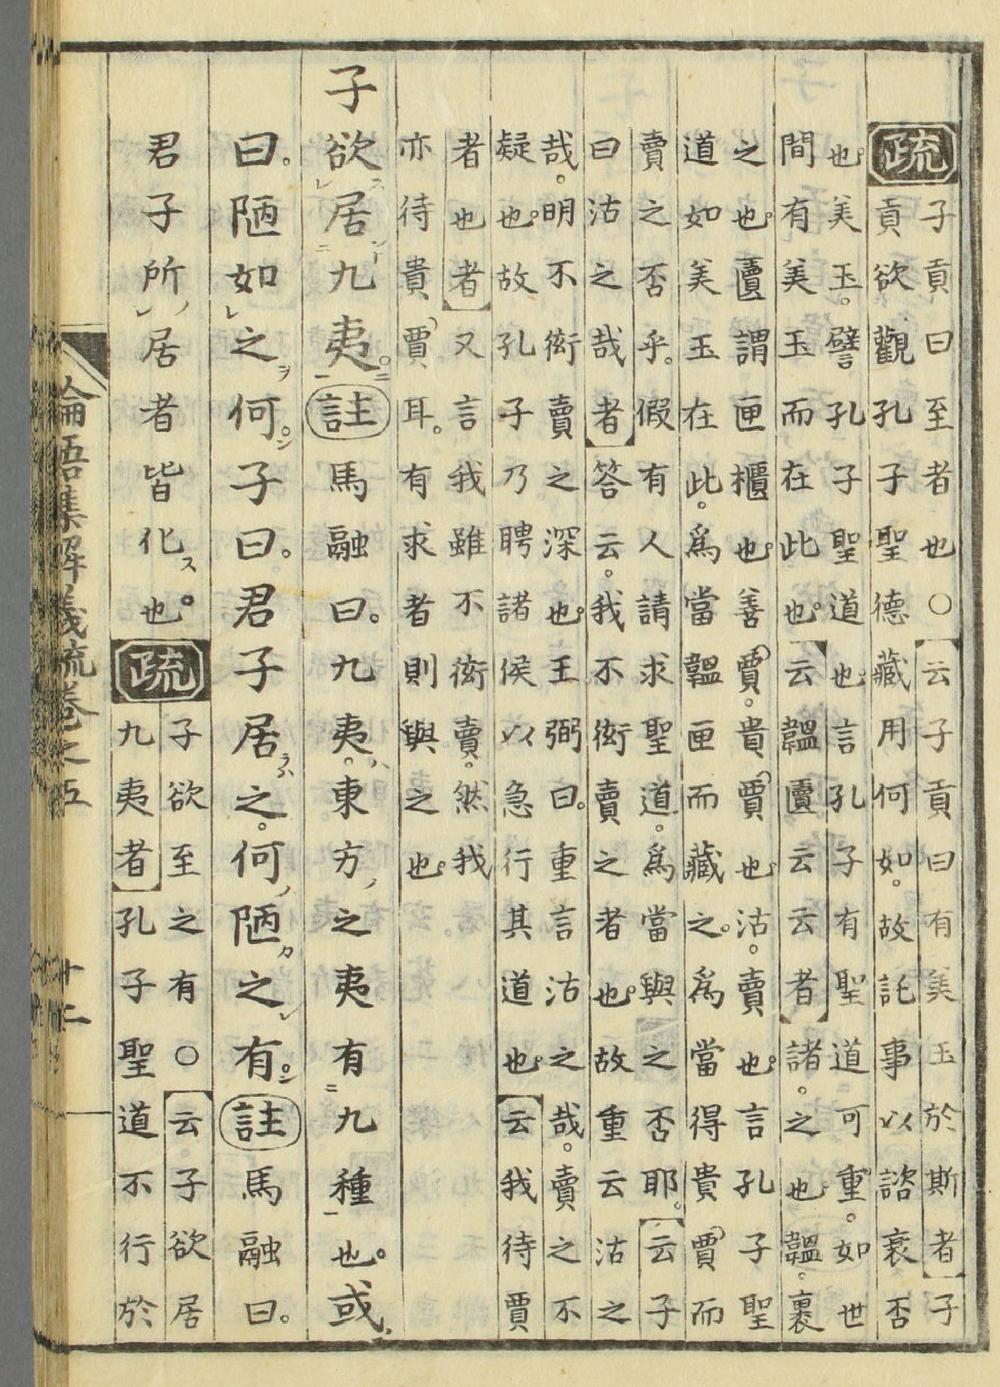 疏
子貢曰至者也○云子貢曰有美玉於斯者子
貢欲觀孔子聖德藏用何如故託事以諮衰否
也美玉譬孔子聖道也言孔子有聖道可重如世
間有美玉而在此也云韞匵云云者諸之也韞裹
之也匵謂匣櫃也善賈貴賈也沽賣也言孔子聖
道如美玉在此爲當韞匣而藏之爲當得貴賈而
賣之否乎假有人請求聖道爲當與之否耶云子
曰沽之哉者答云我不衒賣之者也故重云沽之
哉明不衒賣之深也王弼曰重言沽之哉賣之不
疑也故孔子乃聘諸侯以急行其道也云我待賈
者也者又言我雖不衒賣然我
亦待貴賈耳有求者則與之也
子欲居九夷註馬融曰九夷東方ノ之夷有九種也或
曰陋如之何子曰君子居之何陋之有註馬融曰
君子所居者皆化也疏
子欲至之有○云子欲居
九夷者孔子聖道不行於
論語集解義疏卷之五
十二